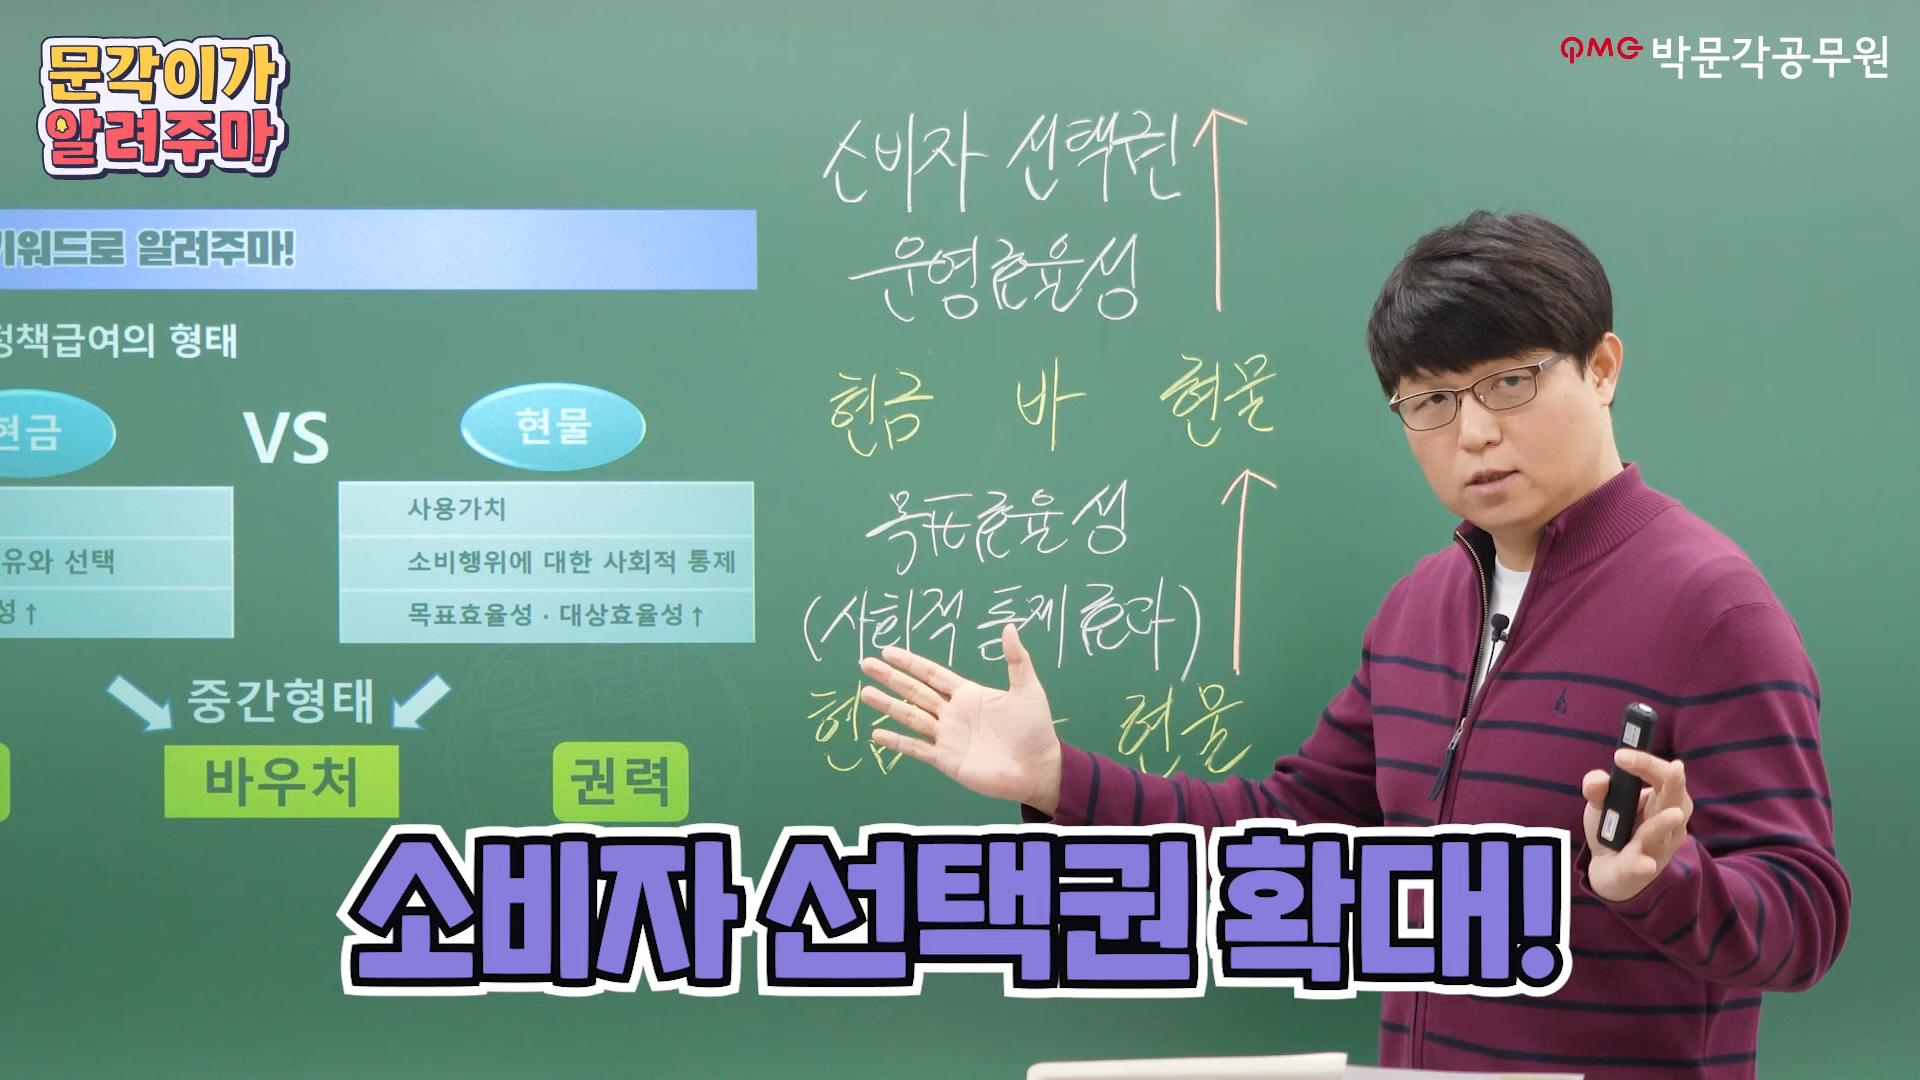 문각이가
알려주마!
PMG 박문각공무원
키워드로 알려주마!
정책급여의 형태
현금
VS
현물
유와 선택
성↑
사용가치
소비행위에 대한 사회적 통제
목표효율성·대상효율성↑
중간형태
바우처
권력
소비자 선택권 ↑
운영효율성
현금 바 현물
목표효율성 ↑
(사회적 통제 효과)
현금 현물
소비자 선택권 확대!